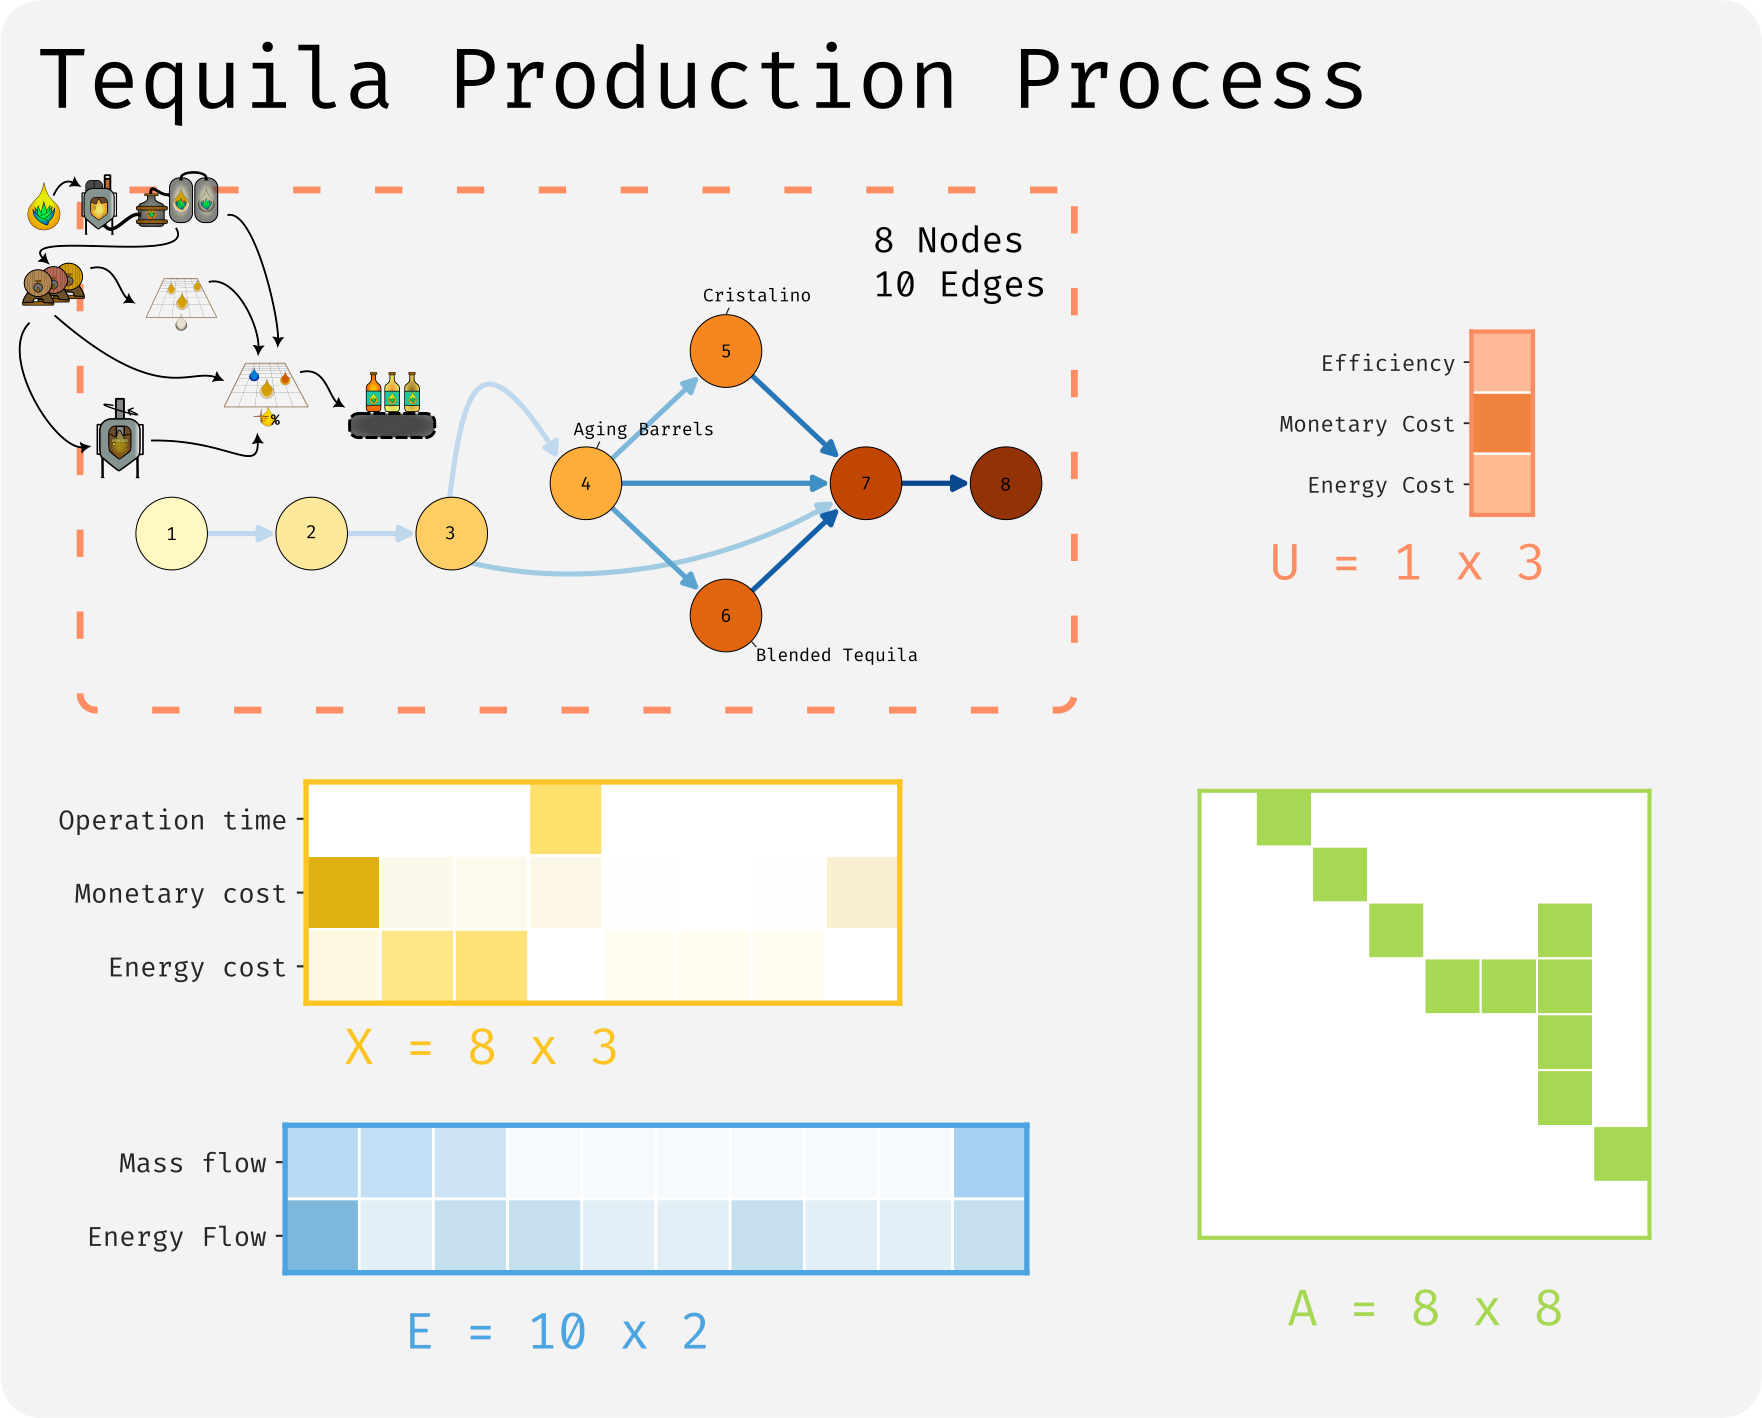 Tequila Production Process
8 Nodes
10 Edges
Cristalino
5
Aging Barrels
%
4
7
8
1
2
3
6
Blended Tequila
Efficiency
Monetary Cost
Energy Cost
U = 1 x 3
Operation time
Monetary cost
Energy cost
X = 8 x 3
Mass flow
Energy Flow
E = 10 x 2
A = 8 x 8